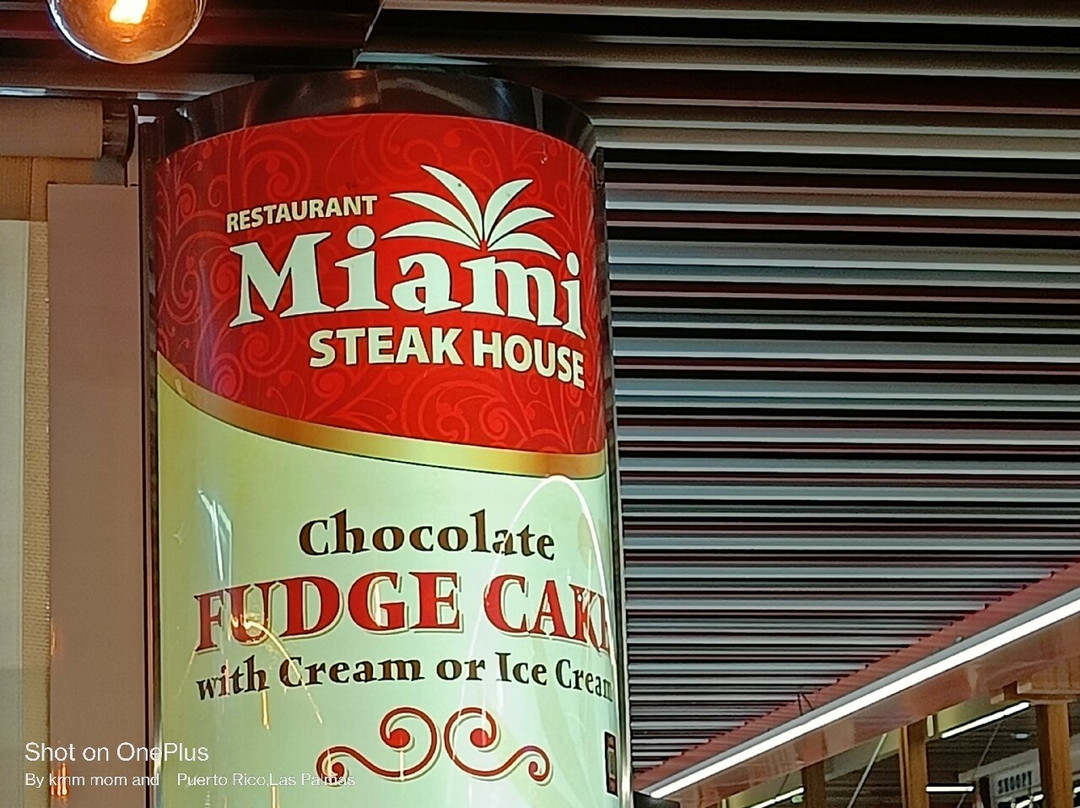 RESTAURANT
Miami
STEAK HOUSE
Chocolate
FUDGE CAKE
with Cream or Ice Cream
Shot on OnePlus
By kmm mom and Puerto Rico,Las Palmas
SNOOPY